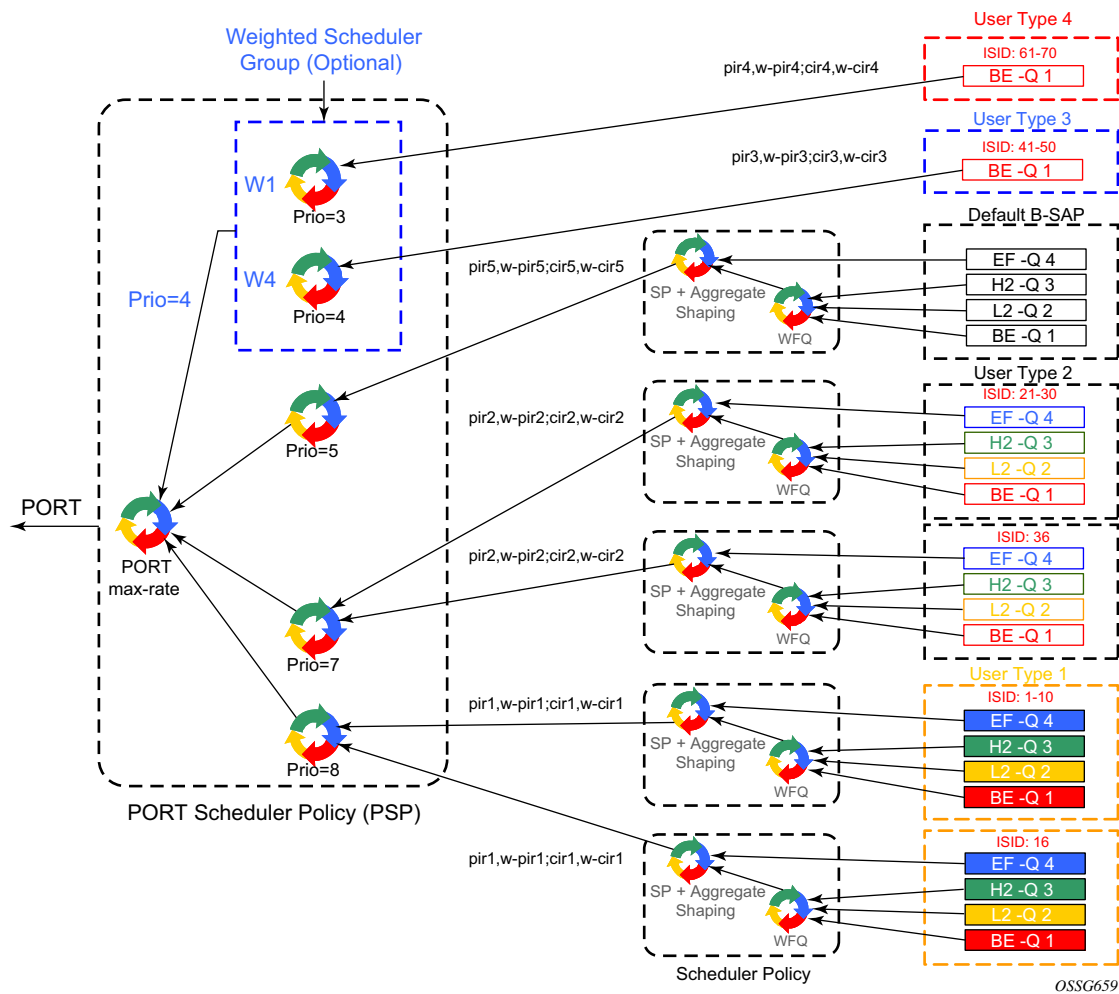 User Type 4
Weighted Scheduler
Group (Optional)
ISID: 61-70
pir4,w-pir4;cir4,w-cir4
BE -Q 1
User Type 3
ISID: 41-50
pir3,w-pir3;cir3,w-cir3
BE -Q 1
W1
Prio=3
Default B-SAP
EF -Q 4
pir5,w-pir5;cir5,w-cir5
W4
H2 -Q 3
Prio=4
SP + Aggregate
Shaping
L2 -Q 2
Prio=4
WFQ
BE -Q 1
User Type 2
ISID: 21-30
EF -Q 4
pir2,w-pir2;cir2,w-cir2
H2 -Q 3
SP + Aggregate
Shaping
Prio=5
L2 -Q 2
WFQ
BE -Q 1
PORT
ISID: 36
EF -Q 4
pir2,w-pir2;cir2,w-cir2
PORT
max-rate
H2 -Q 3
SP + Aggregate
Shaping
L2 -Q 2
WFQ
BE -Q 1
Prio=7
User Type 1
ISID: 1-10
pir1,w-pir1;cir1,w-cir1
EF -Q 4
H2 -Q 3
SP + Aggregate
Shaping
Prio=8
L2 -Q 2
WFQ
BE -Q 1
PORT Scheduler Policy (PSP)
ISID: 16
pir1,w-pir1;cir1,w-cir1
EF -Q 4
H2 -Q 3
SP + Aggregate
Shaping
L2 -Q 2
WFQ
BE -Q 1
Scheduler Policy
OSSG659